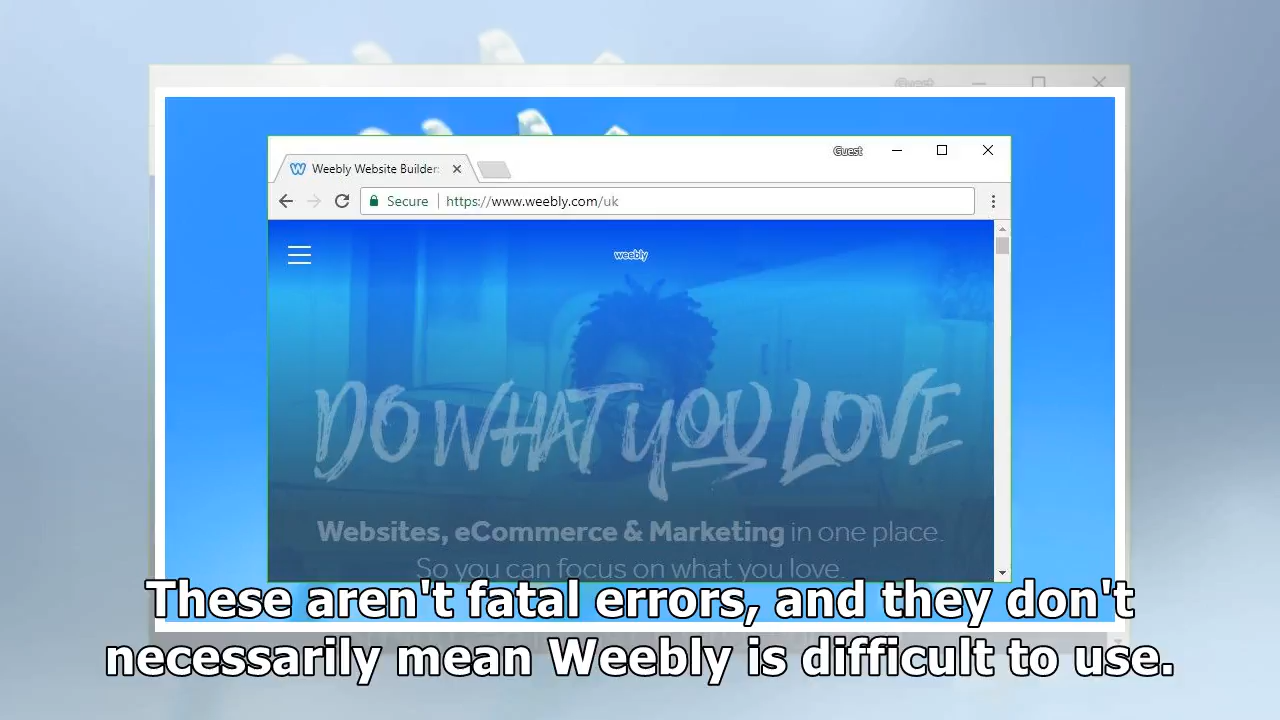 Guest
Guest
Weebly Website Builder:
Secure
https://www.weebly.com/uk
weebly
DO WHAT YOU LOVE
Websites, eCommerce & Marketing in one place.
So you can focus on what you love.
These aren't fatal errors, and they don't
necessarily mean Weebly is difficult to use.